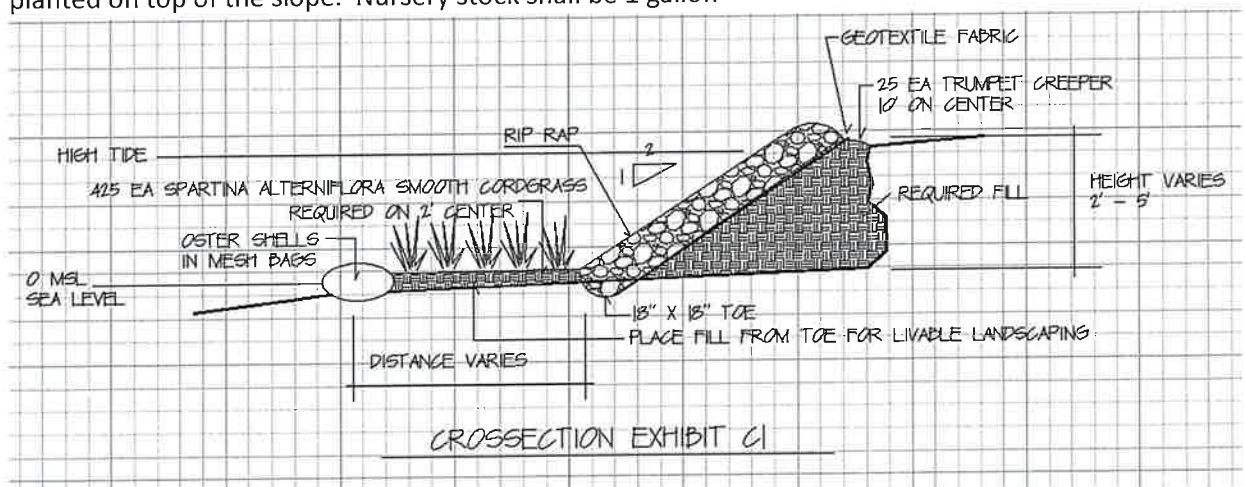 planted on top of the slope. Nursery stock shall be 1 gallon
GEOTEXTILE FABRIC
25 EA TRUMPET CREEPER
10' ON CENTER
RIP RAP
2
1
HIGH TIDE
425 EA SPARTINA ALTERNIFLORA SMOOTH CORDGRASS
REQUIRED ON 2' CENTER
REQUIRED FILL
HEIGHT VARIES
2' - 5'
OSTER SHELLS
IN MESH BAGS
0 MSL
SEA LEVEL
18" X 18" TOE
PLACE FILL FROM TOE FOR LIVABLE LANDSCAPING
DISTANCE VARIES
CROSSECTION EXHIBIT C1